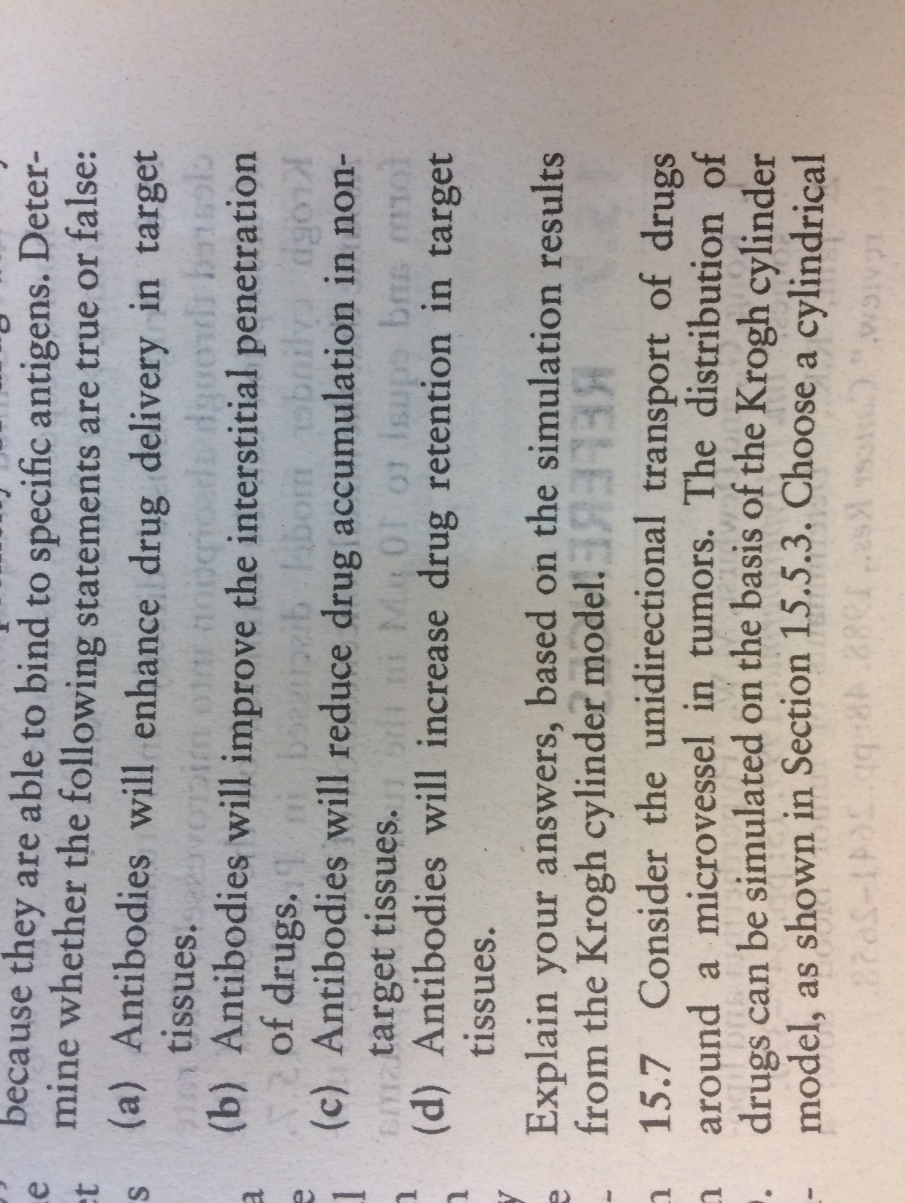 because they are able to bind to specific antigens. Deter-
mine whether the following statements are true or false:
(a) Antibodies will enhance drug delivery in target
tissues.
(b) Antibodies will improve the interstitial penetration
of drugs.
(c) Antibodies will reduce drug accumulation in non-
target tissues.
(d) Antibodies will increase drug retention in target
tissues.
Explain your answers, based on the simulation results
from the Krogh cylinder model.
15.7 Consider the unidirectional transport of drugs
around a microvessel in tumors. The distribution of
drugs can be simulated on the basis of the Krogh cylinder
model, as shown in Section 15.5.3. Choose a cylindrical